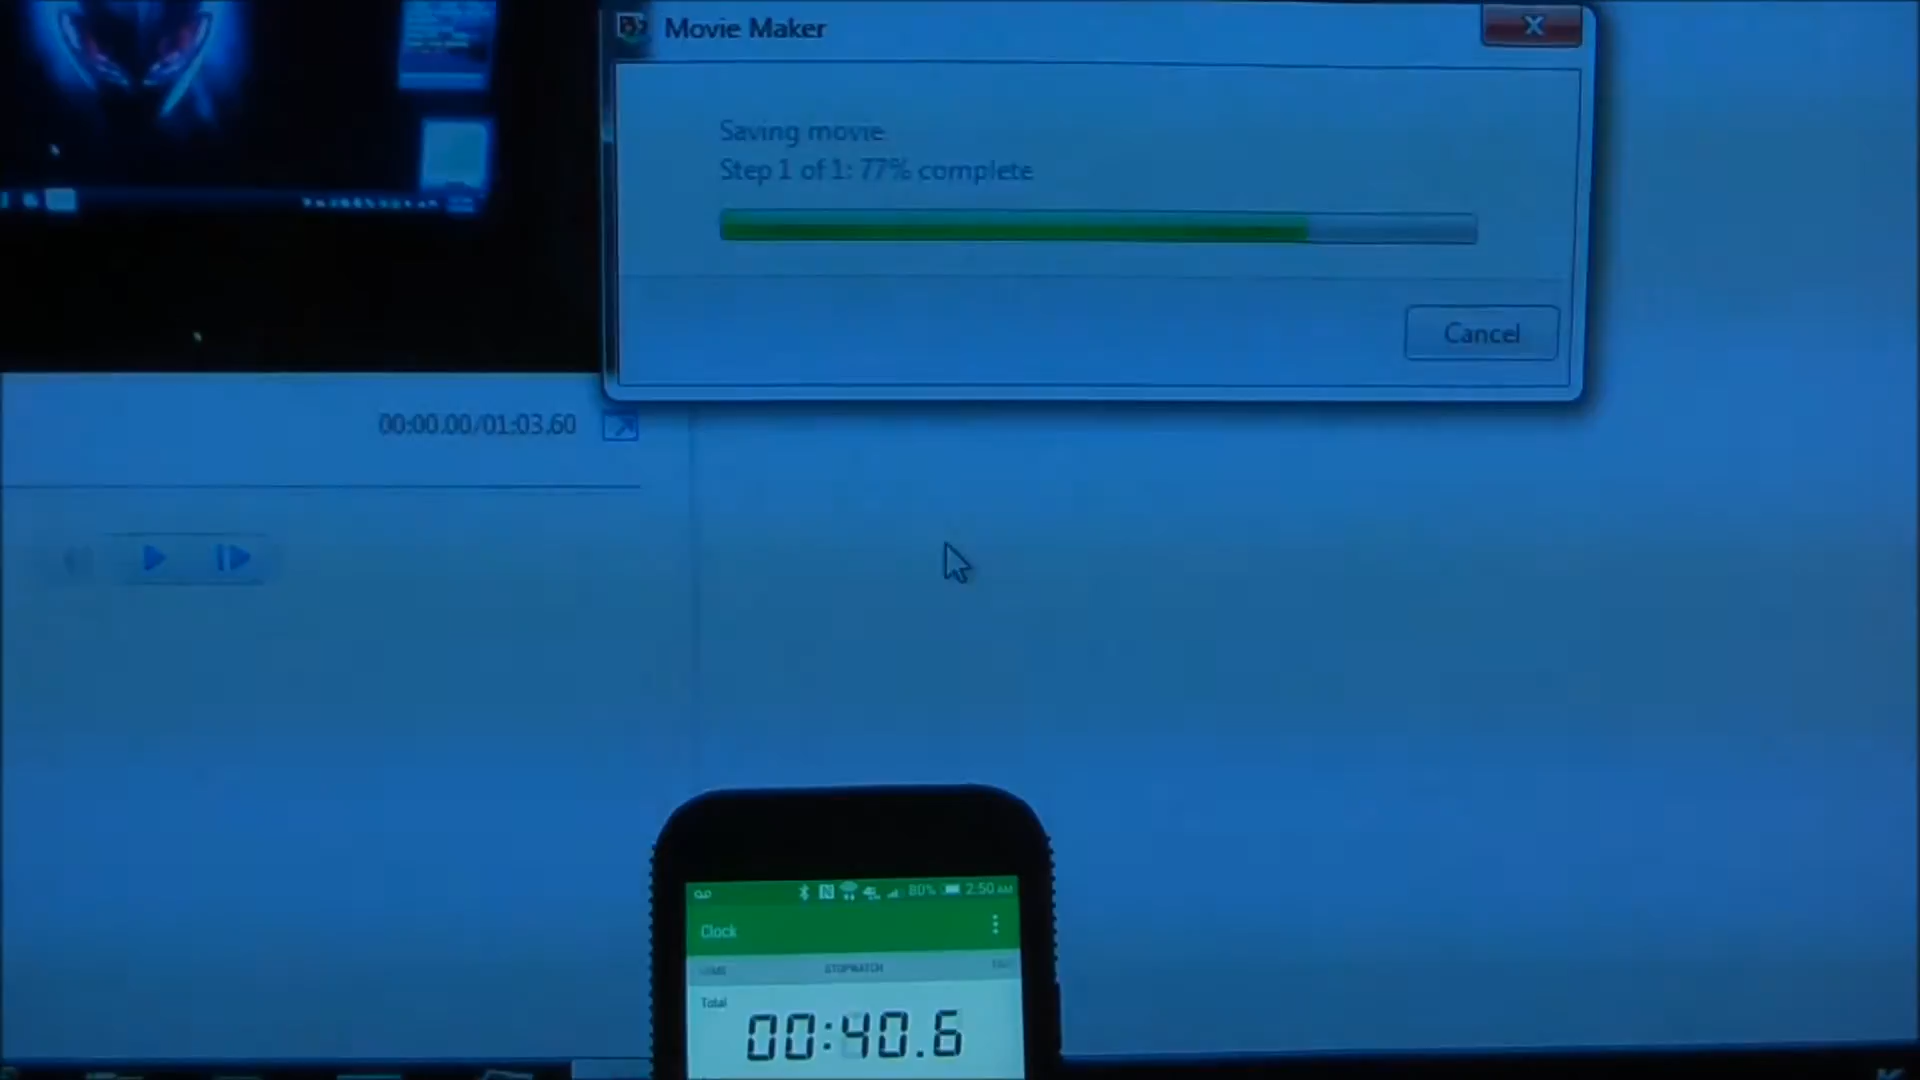 Movie Maker
Saving movie
Step 1 of 1: 77% complete
Cancel
00:00.00/01:03.60
80% 2:50 AM
Clock
STOPWATCH
Total
00:40.6